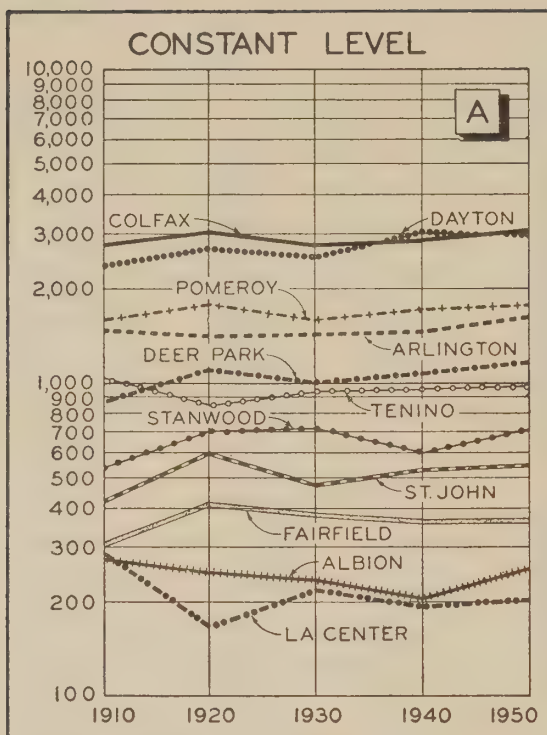 CONSTANT LEVEL
10,000
9,000
8,000
7,000
6,000
5,000
4,000
3,000
2,000
1,000
900
800
700
600
500
400
300
200
100
A
COLFAX
DAYTON
POMEROY
ARLINGTON
DEER PARK
TENINO
STANWOOD
ST. JOHN
FAIRFIELD
ALBION
LA CENTER
1910 1920 1930 1940 1950